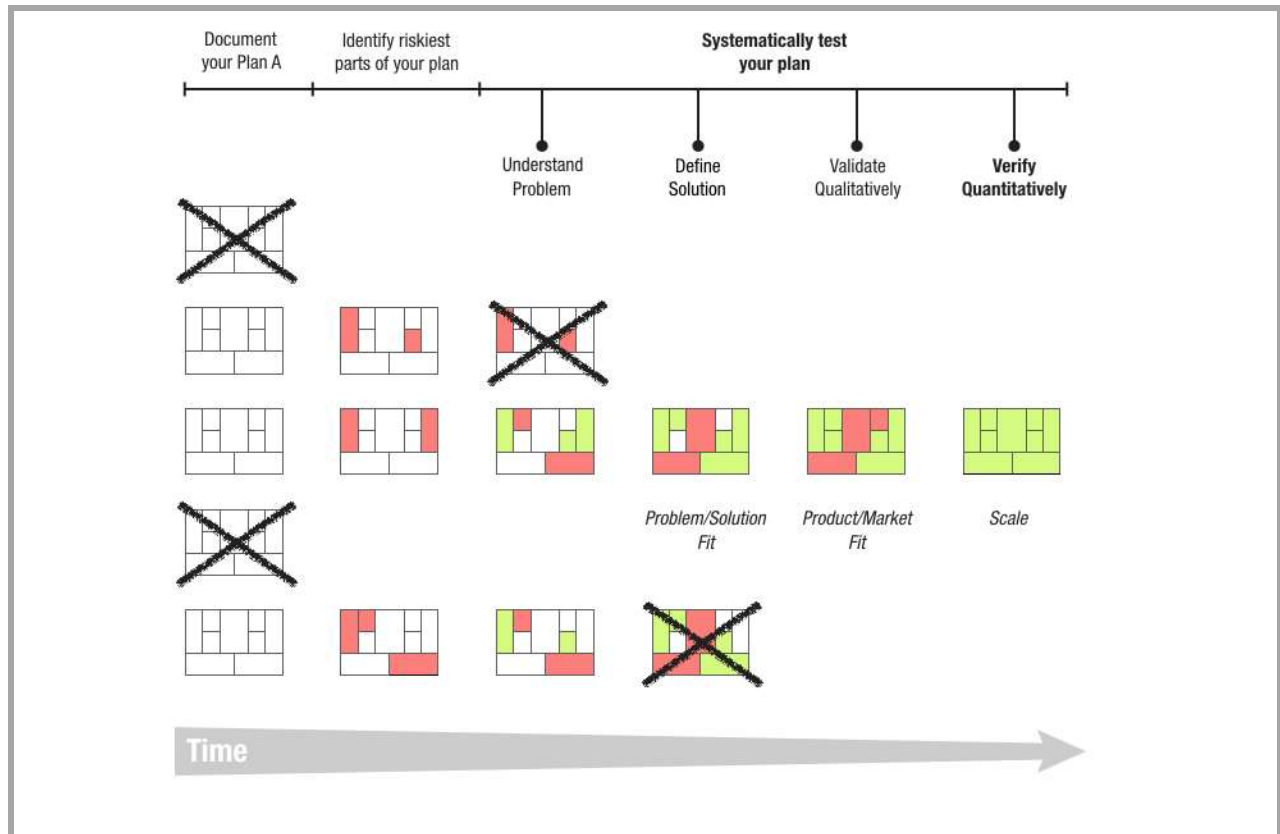 Document
your Plan A
Identify riskiest
parts of your plan
Systematically test
your plan
Understand
Problem
Define
Solution
Validate
Qualitatively
Verify
Quantitatively
Problem/Solution
Fit
Product/Market
Fit
Scale
Time